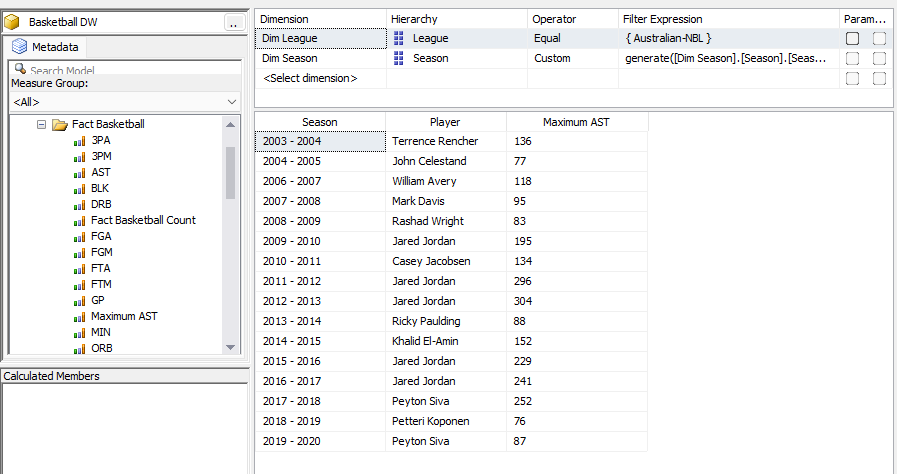 Basketball DW
..
Metadata
Search Model
Measure Group:
<All>
Fact Basketball
3PA
3PM
AST
BLK
DRB
Fact Basketball Count
FGA
FGM
FTA
FTM
GP
Maximum AST
MIN
ORB
Calculated Members
Dimension Hierarchy Operator Filter Expression Param...
Dim League League Equal { Australian-NBL }
Dim Season Season Custom generate([Dim Season].[Season].[Seas...
<Select dimension>
Season Player Maximum AST
2003 - 2004 Terrence Rencher 136
2004 - 2005 John Celestand 77
2006 - 2007 William Avery 118
2007 - 2008 Mark Davis 95
2008 - 2009 Rashad Wright 83
2009 - 2010 Jared Jordan 195
2010 - 2011 Casey Jacobsen 134
2011 - 2012 Jared Jordan 296
2012 - 2013 Jared Jordan 304
2013 - 2014 Ricky Paulding 88
2014 - 2015 Khalid El-Amin 152
2015 - 2016 Jared Jordan 229
2016 - 2017 Jared Jordan 241
2017 - 2018 Peyton Siva 252
2018 - 2019 Petteri Koponen 76
2019 - 2020 Peyton Siva 87